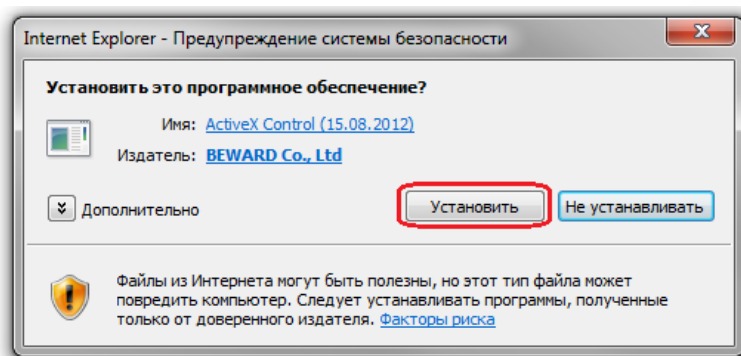 Internet Explorer - Предупреждение системы безопасности
Установить это программное обеспечение?
Имя: ActiveX Control (15.08.2012)
Издатель: BEWARD Co., Ltd
Дополнительно Установить Не устанавливать
Файлы из Интернета могут быть полезны, но этот тип файла может
повредить компьютер. Следует устанавливать программы, полученные
только от доверенного издателя. Факторы риска